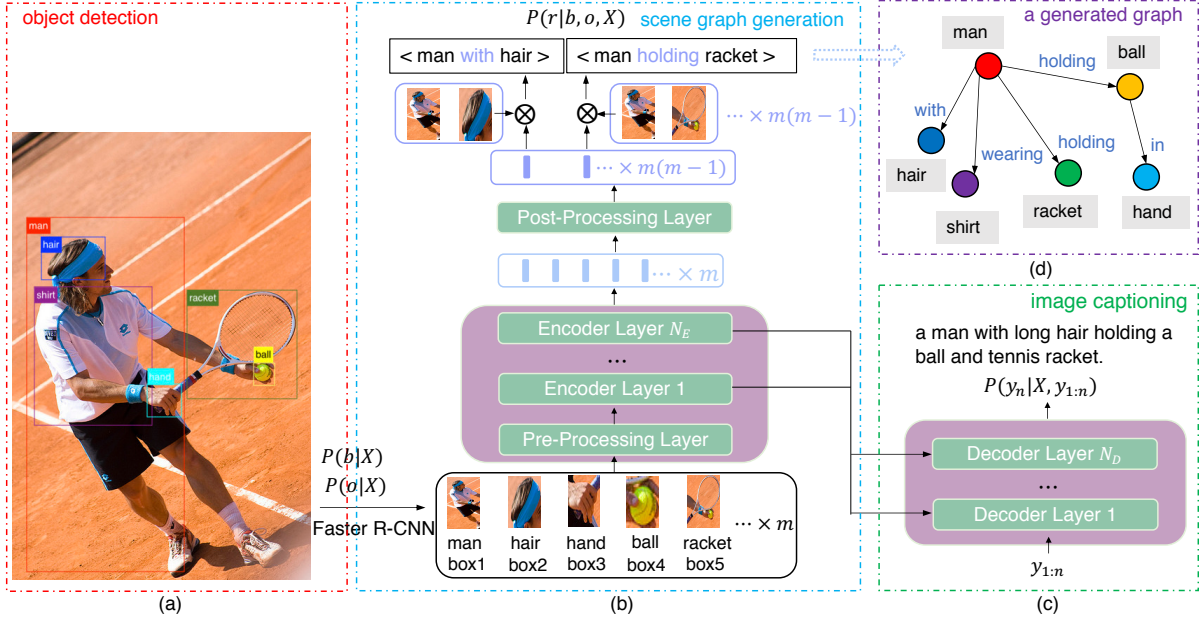 object detection
man
hair
shirt
racket
ball
hand
(a)
P(b|X)
P(o|X)
Faster R-CNN
P(r|b, o, X)
scene graph generation
< man with hair >
< man holding racket >
⋯ × m(m − 1)
⋯ × m(m − 1)
Post-Processing Layer
⋯ × m
Encoder Layer N_E
...
Encoder Layer 1
Pre-Processing Layer
man hair hand ball racket
box1 box2 box3 box4 box5
⋯ × m
(b)
a generated graph
man
ball
holding
with
wearing
holding
in
hair
shirt
racket
hand
(d)
image captioning
a man with long hair holding a
ball and tennis racket.
P(y_n|X, y_{1:n})
Decoder Layer N_D
...
Decoder Layer 1
y_{1:n}
(c)